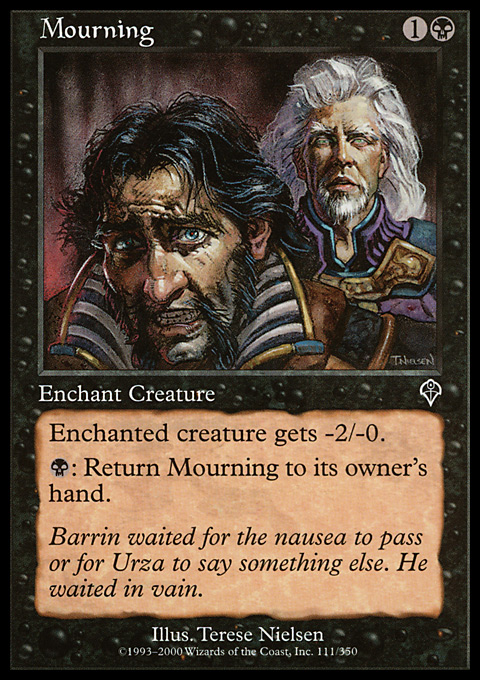 Mourning 1
T.NIELSEN
Enchant Creature
Enchanted creature gets -2/-0.
: Return Mourning to its owner's
hand.
Barrin waited for the nausea to pass
or for Urza to say something else. He
waited in vain.
Illus. Terese Nielsen
©1993–2000 Wizards of the Coast, Inc. 111/350